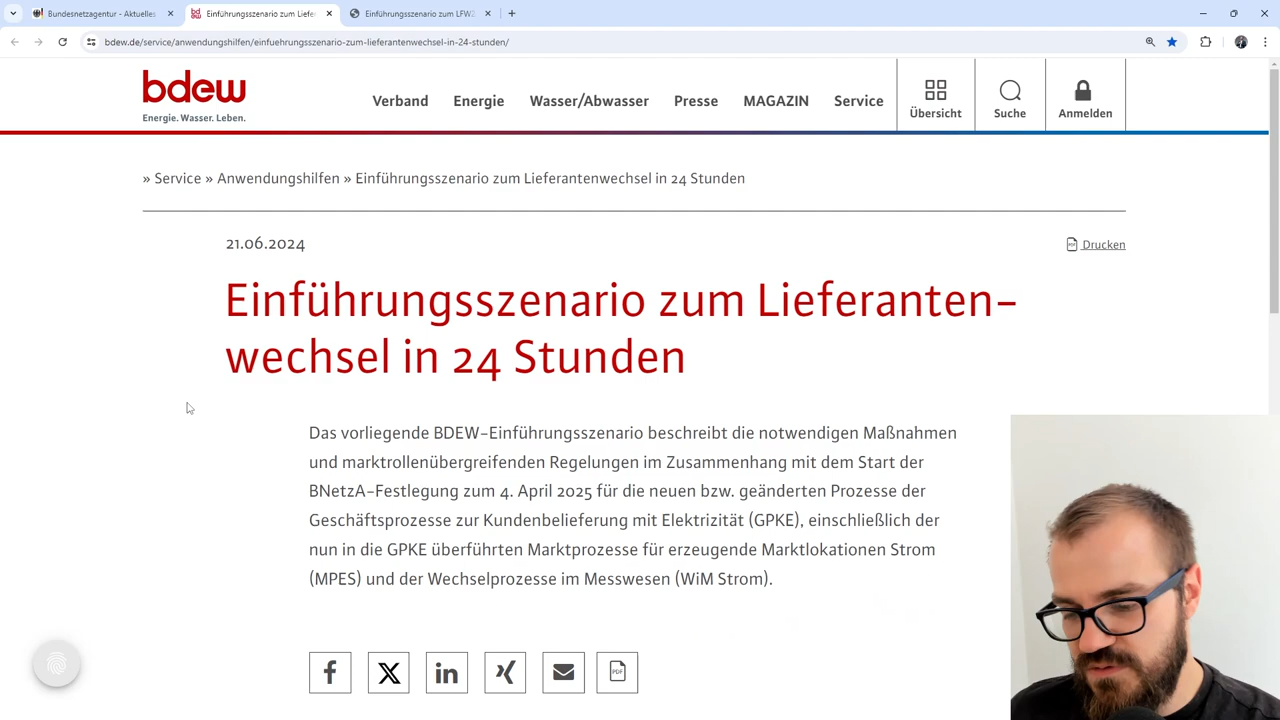 Bundesnetzagentur - Aktuelles
Einführungsszenario zum Liefer
Einführungsszenario zum LFW2
bdew.de/service/anwendungshilfen/einfuehrungsszenario-zum-lieferantenwechsel-in-24-stunden/
bdew
Energie. Wasser. Leben.
Verband
Energie
Wasser/Abwasser
Presse
MAGAZIN
Service
Übersicht
Suche
Anmelden
» Service » Anwendungshilfen » Einführungsszenario zum Lieferantenwechsel in 24 Stunden
21.06.2024
PDF Drucken
Einführungsszenario zum Lieferanten-
wechsel in 24 Stunden
Das vorliegende BDEW-Einführungsszenario beschreibt die notwendigen Maßnahmen
und marktrollenübergreifenden Regelungen im Zusammenhang mit dem Start der
BNetzA-Festlegung zum 4. April 2025 für die neuen bzw. geänderten Prozesse der
Geschäftsprozesse zur Kundenbelieferung mit Elektrizität (GPKE), einschließlich der
nun in die GPKE überführten Marktprozesse für erzeugende Marktlokationen Strom
(MPES) und der Wechselprozesse im Messwesen (WiM Strom).
PDF